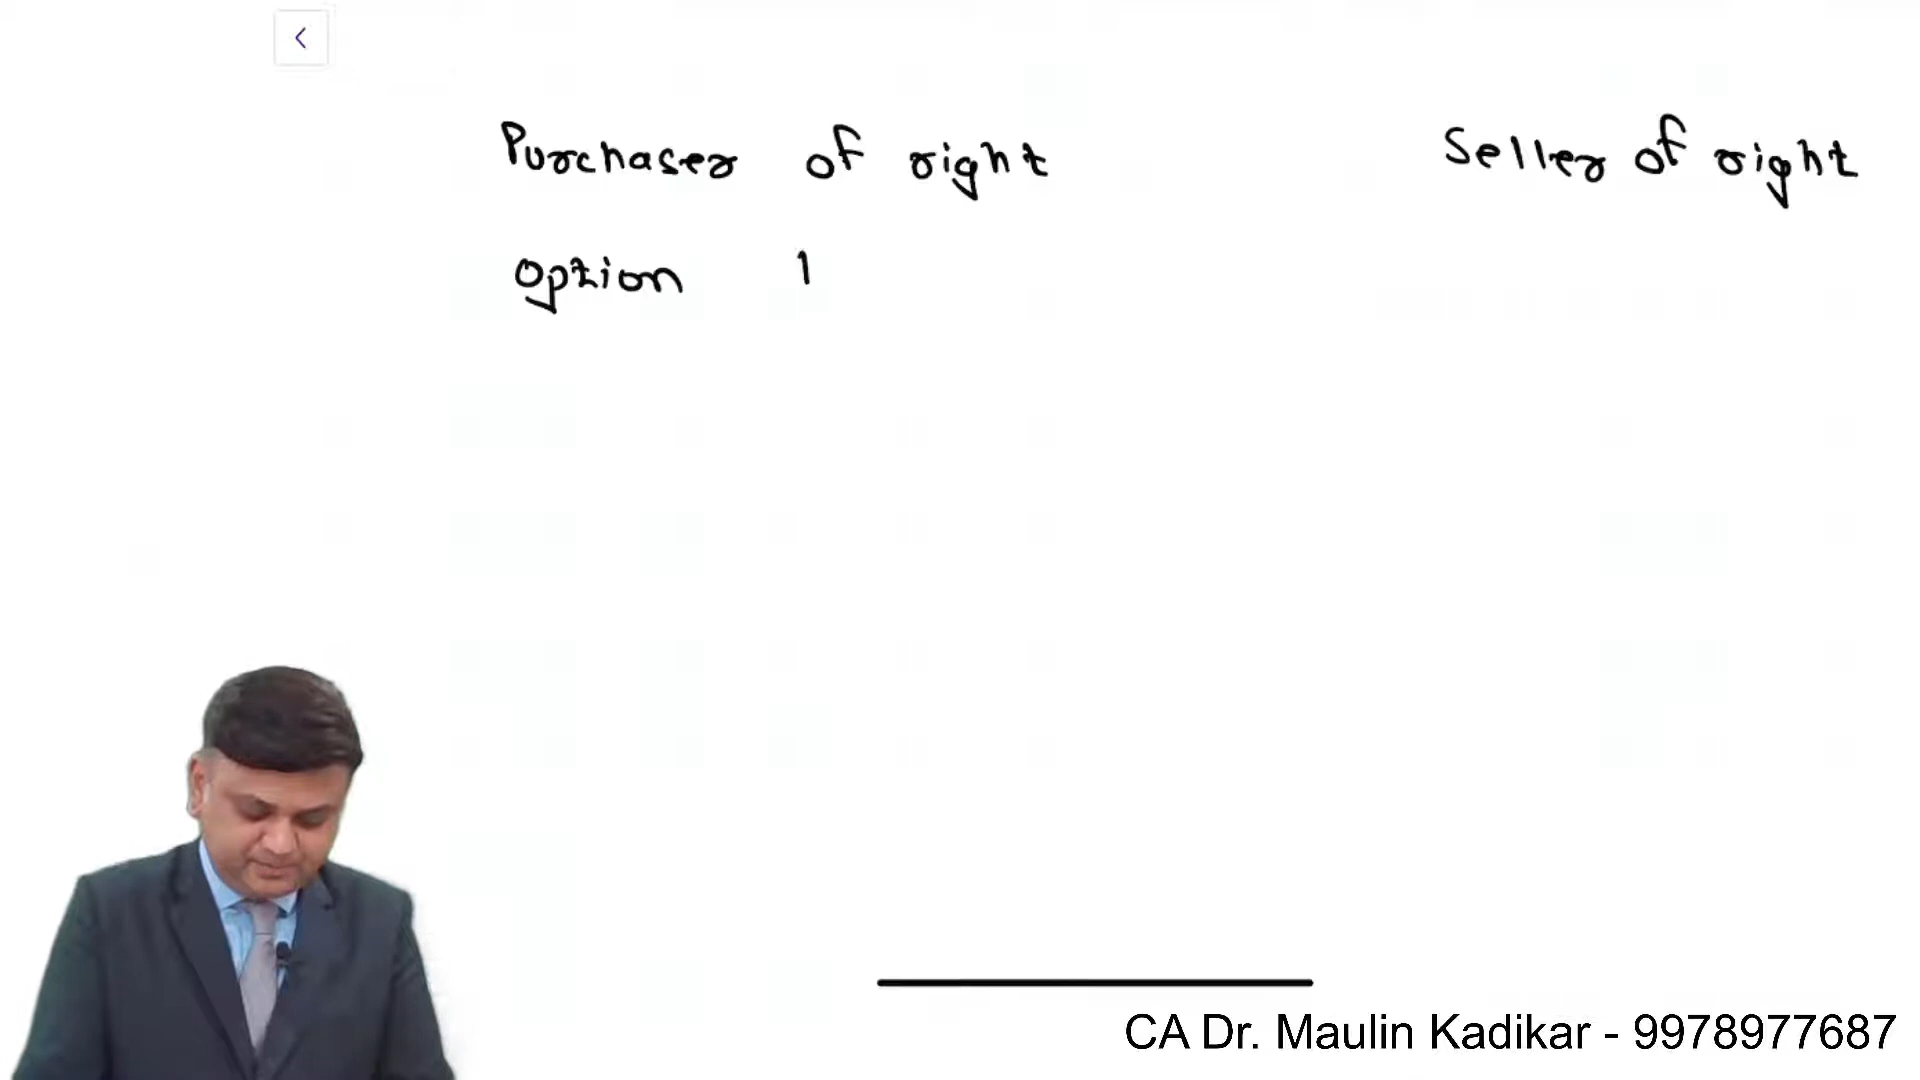 Purchaser of right Seller of right
option 1
CA Dr. Maulin Kadikar - 9978977687